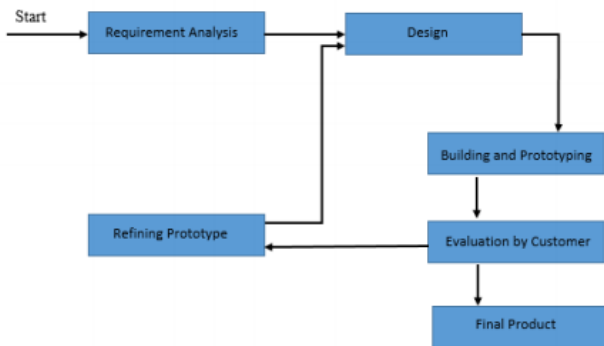 Start
Requirement Analysis
Design
Building and Prototyping
Refining Prototype
Evaluation by Customer
Final Product